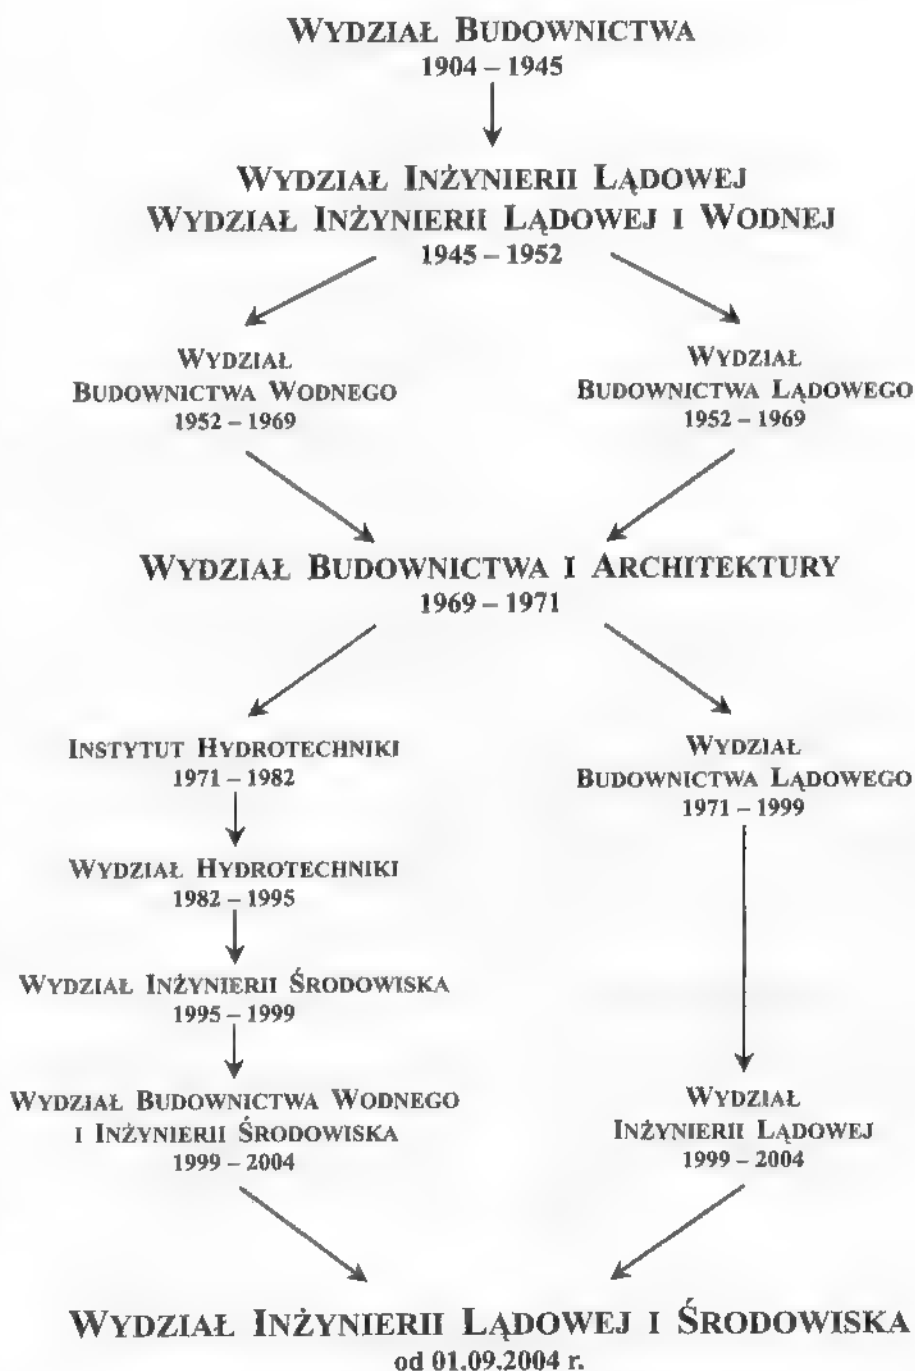 WYDZIAŁ BUDOWNICTWA
1904 – 1945
WYDZIAŁ INŻYNIERII LĄDOWEJ
WYDZIAŁ INŻYNIERII LĄDOWEJ I WODNEJ
1945 – 1952
WYDZIAŁ
BUDOWNICTWA WODNEGO
1952 – 1969
WYDZIAŁ
BUDOWNICTWA LĄDOWEGO
1952 – 1969
WYDZIAŁ BUDOWNICTWA I ARCHITEKTURY
1969 – 1971
INSTYTUT HYDROTECHNIKI
1971 – 1982
WYDZIAŁ HYDROTECHNIKI
1982 – 1995
WYDZIAŁ INŻYNIERII ŚRODOWISKA
1995 – 1999
WYDZIAŁ BUDOWNICTWA WODNEGO
I INŻYNIERII ŚRODOWISKA
1999 – 2004
WYDZIAŁ
BUDOWNICTWA LĄDOWEGO
1971 – 1999
WYDZIAŁ
INŻYNIERII LĄDOWEJ
1999 – 2004
WYDZIAŁ INŻYNIERII LĄDOWEJ I ŚRODOWISKA
od 01.09.2004 r.